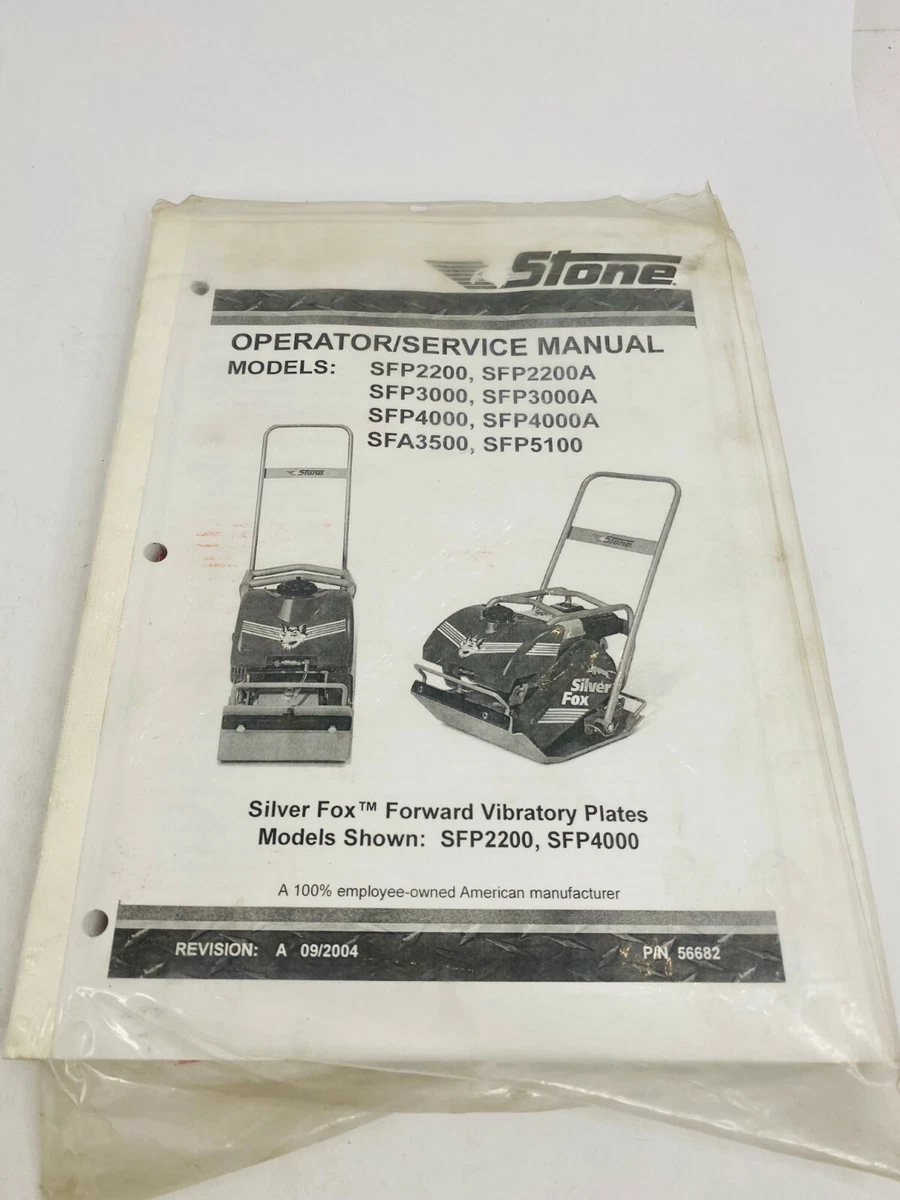 Stone
OPERATOR/SERVICE MANUAL
MODELS: SFP2200, SFP2200A
SFP3000, SFP3000A
SFP4000, SFP4000A
SFA3500, SFP5100
Stone
Stone
Silver
Fox
Silver Fox™ Forward Vibratory Plates
Models Shown: SFP2200, SFP4000
A 100% employee-owned American manufacturer
REVISION: A 09/2004 P/N 56682